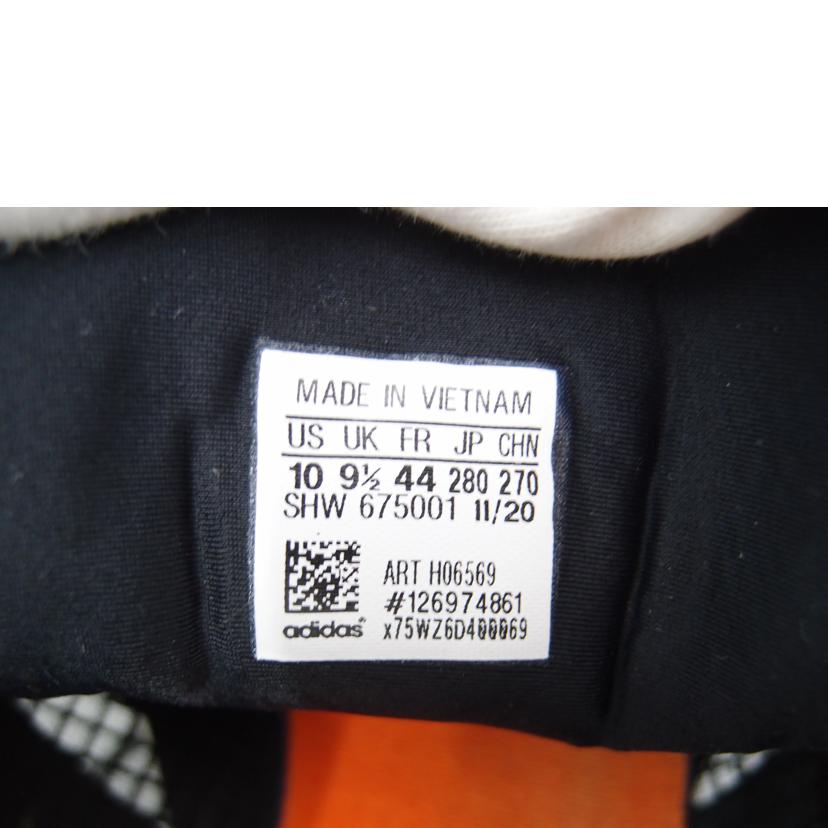 MADE IN VIETNAM
US UK FR JP CHN
10 9½ 44 280 270
SHW 675001 11/20
ART H06569
#126974861
adidas® x75WZ6D400069